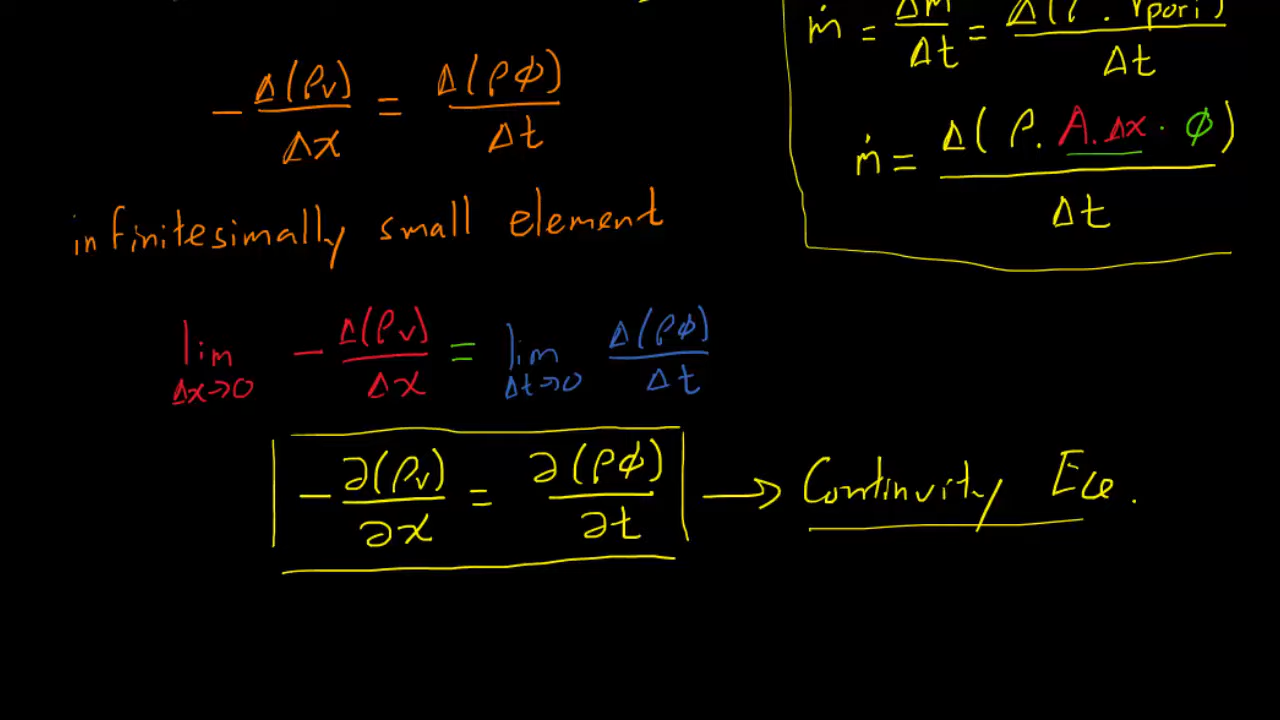 - Δ(ρv)/Δx = Δ(ρϕ)/Δt
ṁ = Δm/Δt = Δ(ρ.Vpori)/Δt
ṁ = Δ(ρ.A.Δx.ϕ)/Δt
infinitesimally small element
lim Δx→0 - Δ(ρv)/Δx = lim Δt→0 Δ(ρϕ)/Δt
- ∂(ρv)/∂x = ∂(ρϕ)/∂t → Continuity Ece.